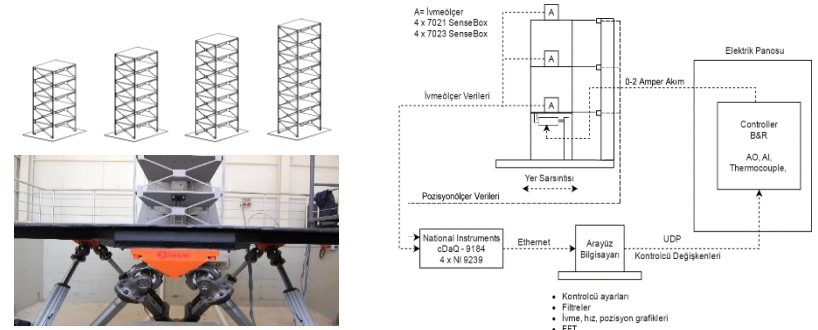 A= İvmeölçer
4 x 7021 SenseBox
4 x 7023 SenseBox
A
A
A
İvmeölçer Verileri
0-2 Amper Akım
Elektrik Panosu
Controller
B&R
AO, AI,
Thermocouple,
Yer Sarsıntısı
Pozisyonölçer Verileri
National Instruments
cDaQ - 9184
4 x NI 9239
Ethernet
Arayüz
Bilgisayarı
UDP
Kontrolcü Değişkenleri
• Kontrolcü ayarları
• Filtreler
• İvme, hız, pozisyon grafikleri
• FFT